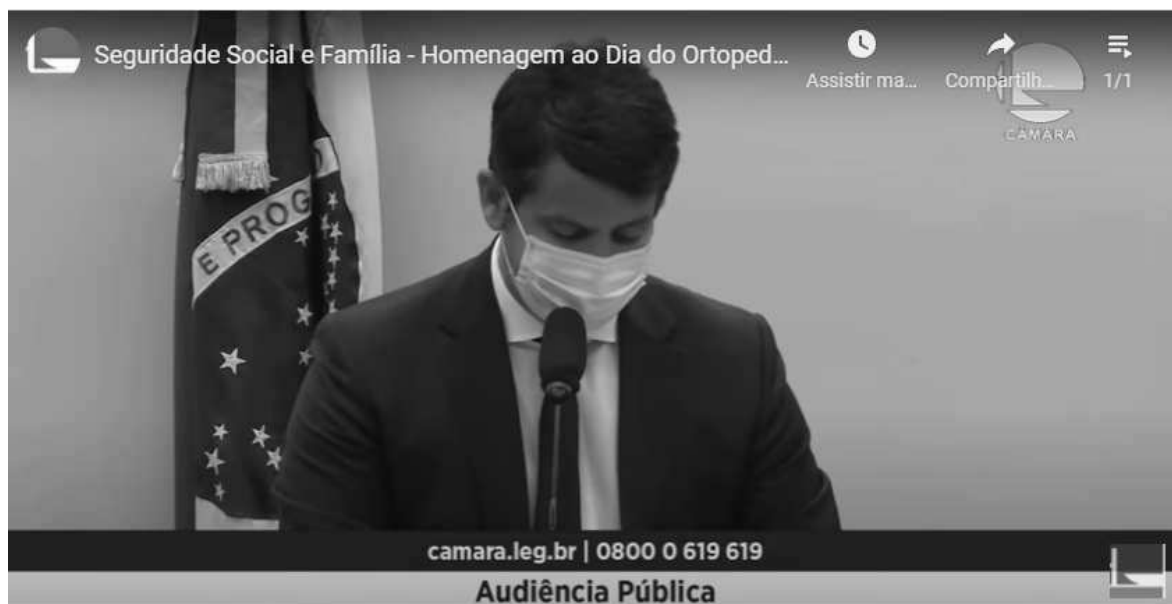 Seguridade Social e Família - Homenagem ao Dia do Ortoped...
Assistir ma...
Compartilh...
1/1
CÂMARA
E PROG
O
camara.leg.br | 0800 0 619 619
Audiência Pública